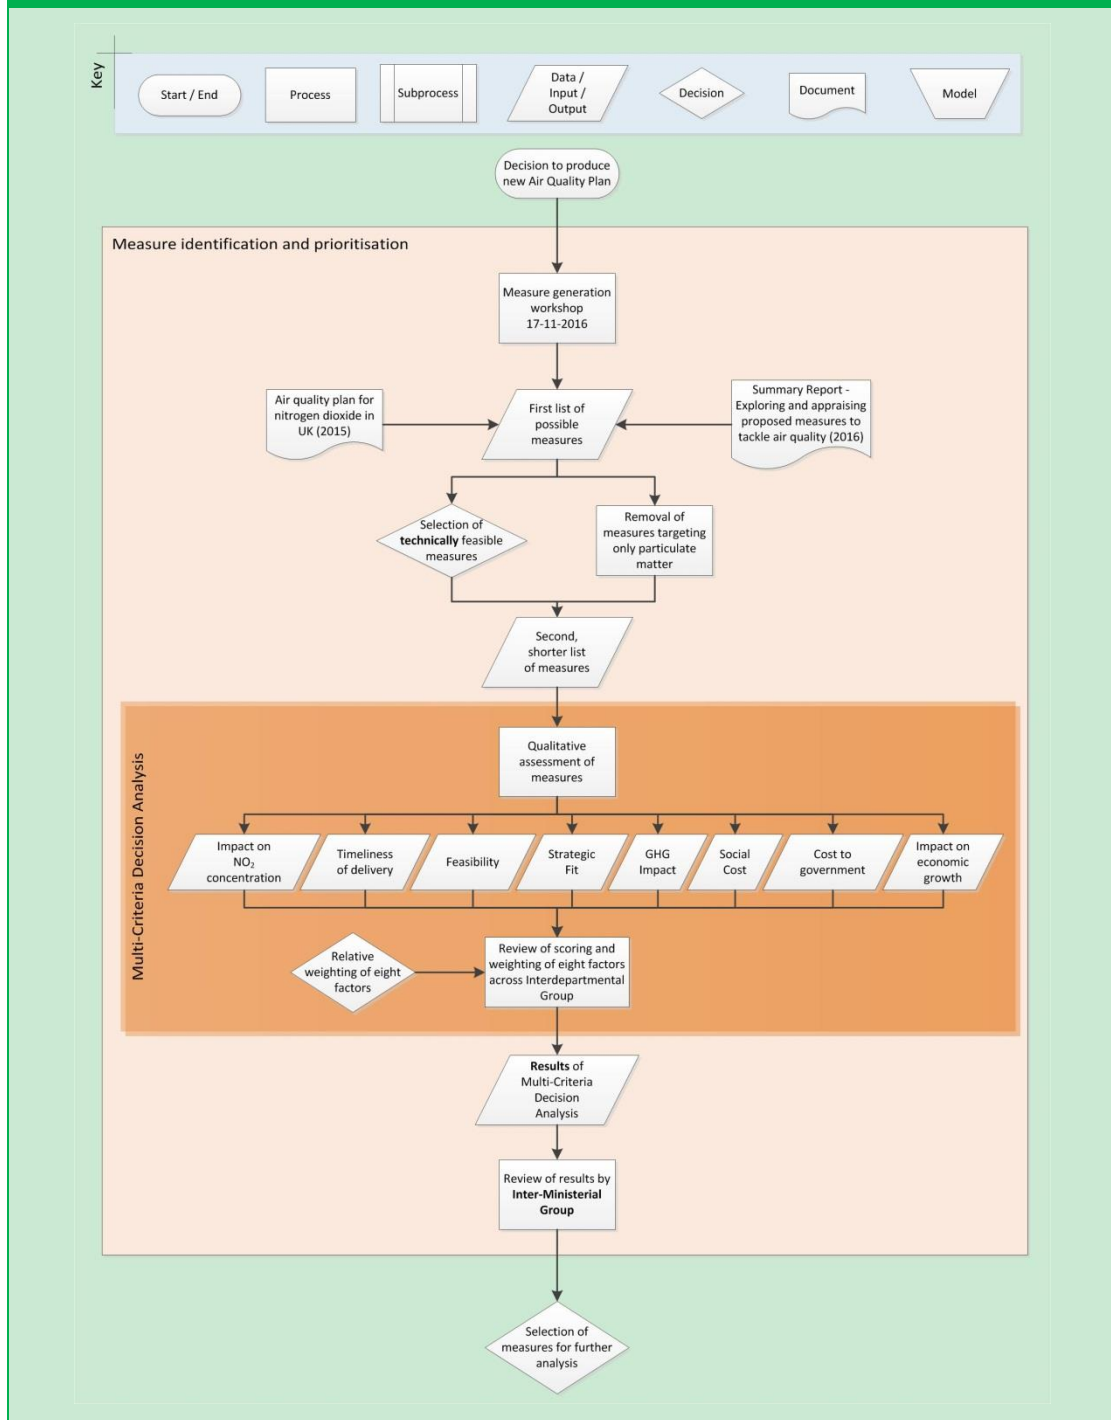 Key
Start / End
Process
Subprocess
Data /
Input /
Output
Decision
Document
Model
Decision to produce
new Air Quality Plan
Measure identification and prioritisation
Measure generation
workshop
17-11-2016
Air quality plan for
nitrogen dioxide in
UK (2015)
First list of
possible
measures
Summary Report -
Exploring and appraising
proposed measures to
tackle air quality (2016)
Selection of
technically feasible
measures
Removal of
measures targeting
only particulate
matter
Second,
shorter list
of measures
Multi-Criteria Decision Analysis
Qualitative
assessment of
measures
Impact on
NO₂
concentration
Timeliness
of delivery
Feasibility
Strategic
Fit
GHG
Impact
Social
Cost
Cost to
government
Impact on
economic
growth
Relative
weighting of eight
factors
Review of scoring and
weighting of eight factors
across Interdepartmental
Group
Results of
Multi-Criteria
Decision
Analysis
Review of results by
Inter-Ministerial
Group
Selection of
measures for further
analysis